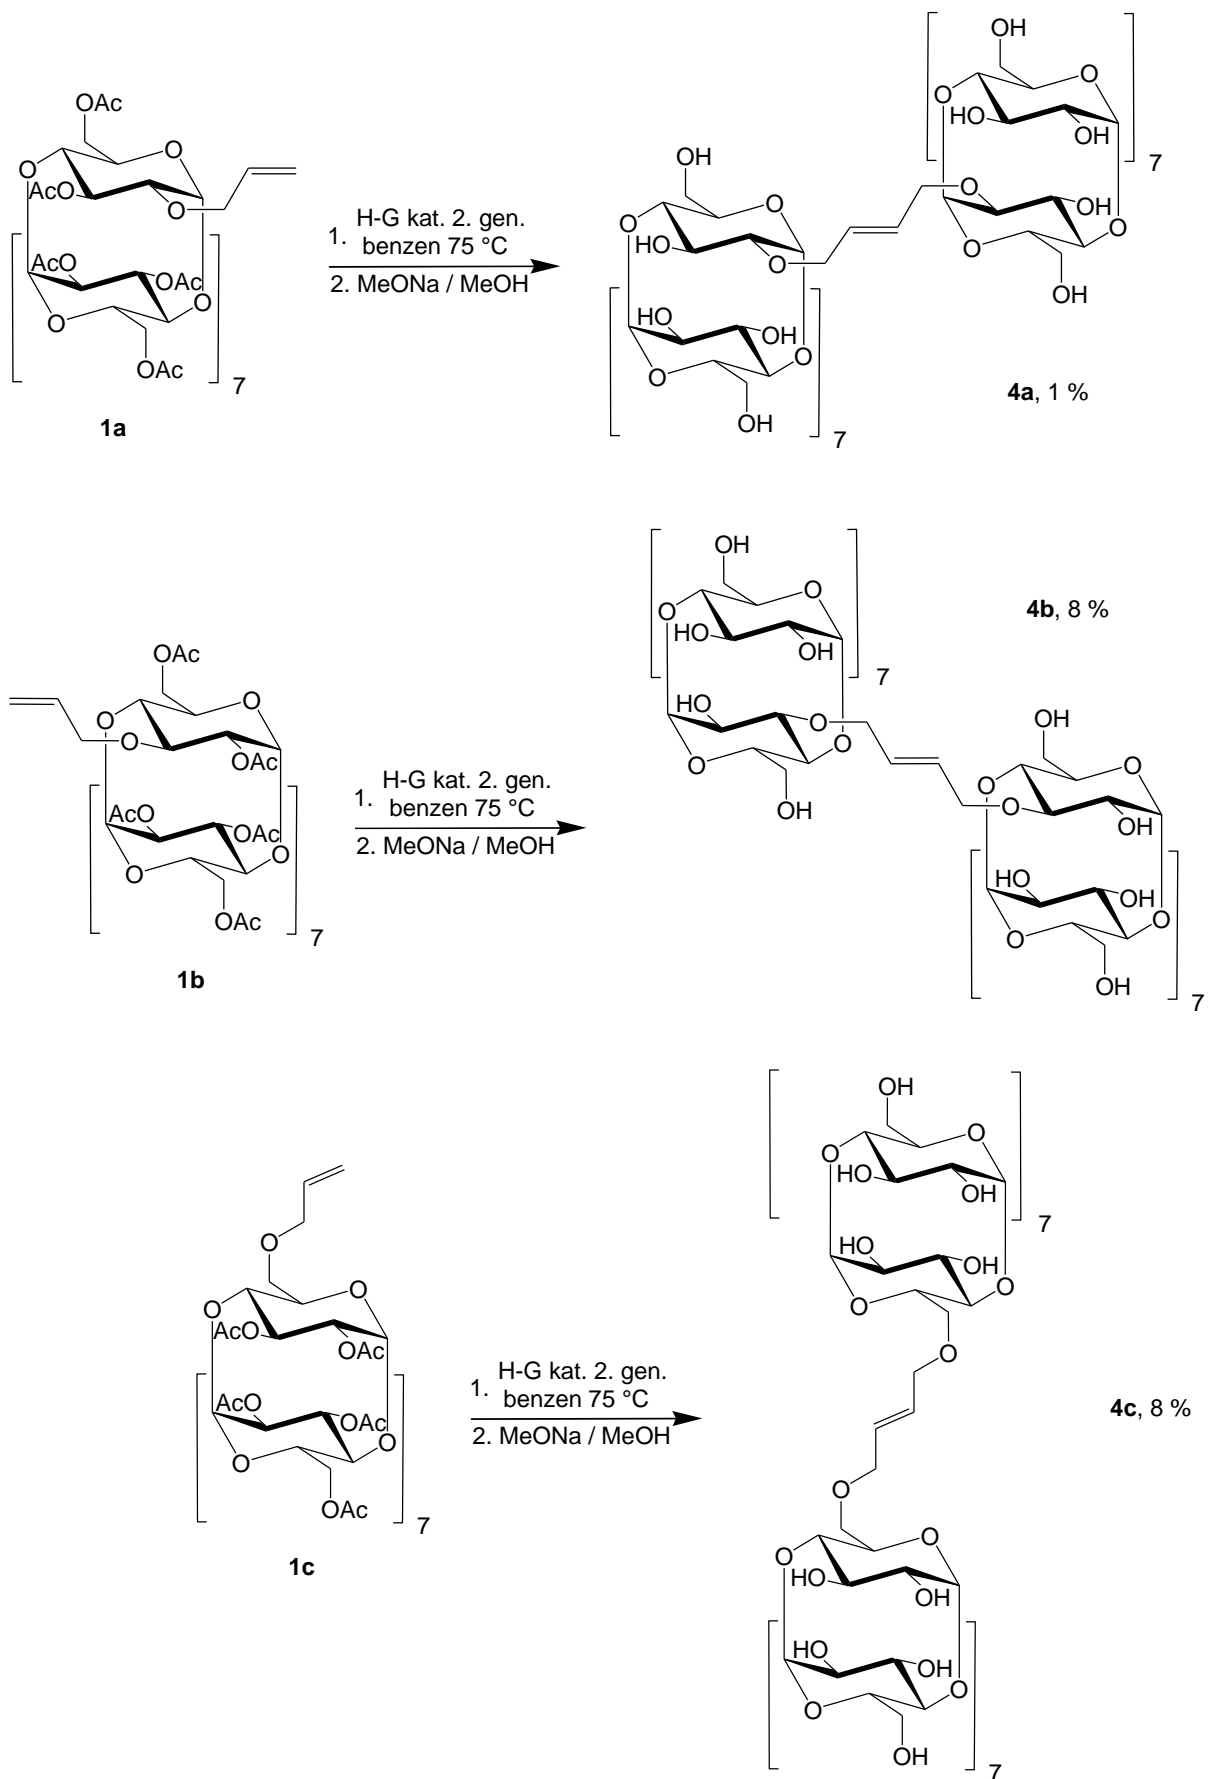 OAc
O
O
AcO
O
AcO
OAc
O
O
OAc
7
1a
1. H-G kat. 2. gen.
benzen 75 °C
2. MeONa / MeOH
OH
O
O
HO
OH
7
OH
O
O
HO
O
O
OH
O
O
OH
HO
OH
O
O
OH
7
4a, 1 %
OAc
O
O
O
OAc
AcO
OAc
O
O
OAc
7
1b
1. H-G kat. 2. gen.
benzen 75 °C
2. MeONa / MeOH
OH
O
O
HO
OH
7
HO
O
O
O
OH
4b, 8 %
OH
O
O
O
OH
HO
OH
O
O
OH
7
O
O
O
AcO
OAc
AcO
OAc
O
O
OAc
7
1c
1. H-G kat. 2. gen.
benzen 75 °C
2. MeONa / MeOH
OH
O
O
HO
OH
7
HO
OH
O
O
O
4c, 8 %
O
O
O
HO
OH
HO
OH
O
O
OH
7